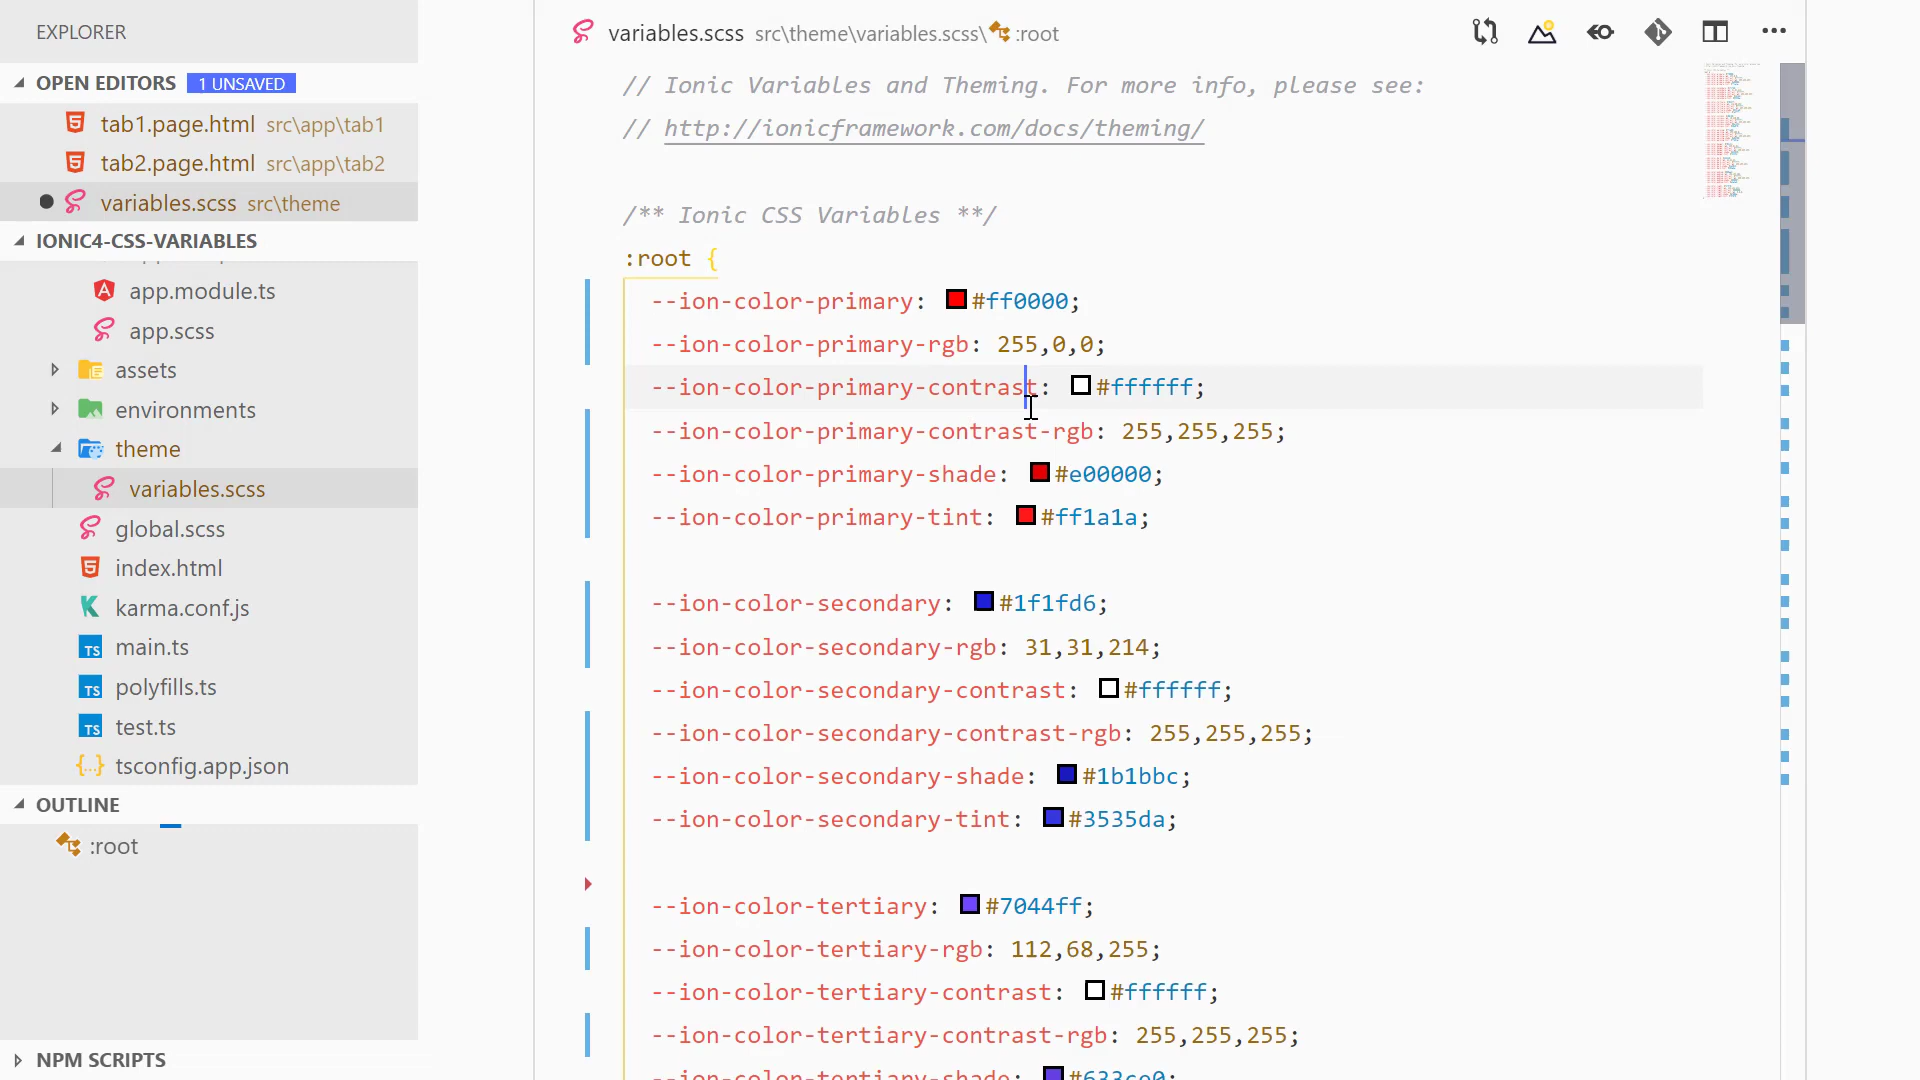 EXPLORER
OPEN EDITORS 1 UNSAVED
tab1.page.html src\app\tab1
tab2.page.html src\app\tab2
variables.scss src\theme
IONIC4-CSS-VARIABLES
app.module.ts
app.scss
assets
environments
theme
variables.scss
global.scss
index.html
karma.conf.js
TS main.ts
TS polyfills.ts
TS test.ts
tsconfig.app.json
OUTLINE
:root
NPM SCRIPTS
variables.scss src\theme\variables.scss\ :root
// Ionic Variables and Theming. For more info, please see:
// http://ionicframework.com/docs/theming/
/** Ionic CSS Variables **/
:root {
--ion-color-primary: #ff0000;
--ion-color-primary-rgb: 255,0,0;
--ion-color-primary-contrast: #ffffff;
--ion-color-primary-contrast-rgb: 255,255,255;
--ion-color-primary-shade: #e00000;
--ion-color-primary-tint: #ff1a1a;
--ion-color-secondary: #1f1fd6;
--ion-color-secondary-rgb: 31,31,214;
--ion-color-secondary-contrast: #ffffff;
--ion-color-secondary-contrast-rgb: 255,255,255;
--ion-color-secondary-shade: #1b1bbc;
--ion-color-secondary-tint: #3535da;
--ion-color-tertiary: #7044ff;
--ion-color-tertiary-rgb: 112,68,255;
--ion-color-tertiary-contrast: #ffffff;
--ion-color-tertiary-contrast-rgb: 255,255,255;
--ion-color-tertiary-shade: #633ce0;